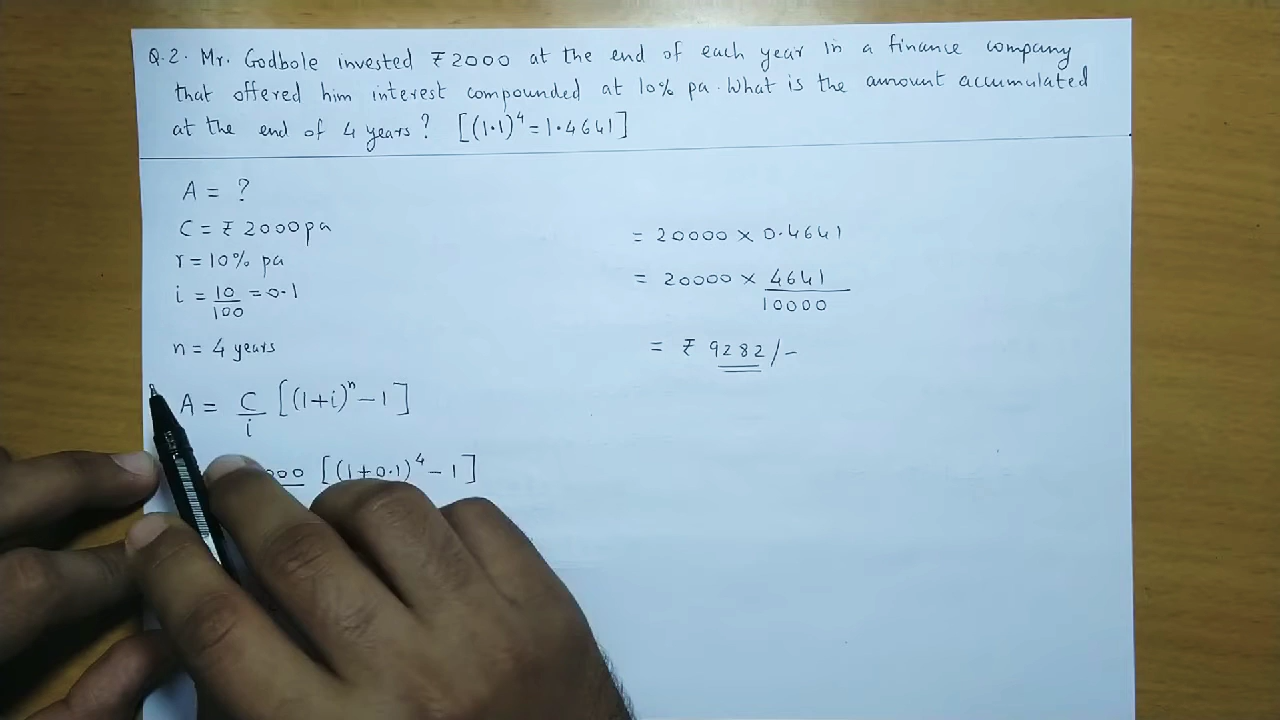 Q.2. Mr. Godbole invested ₹2000 at the end of each year in a finance company
that offered him interest compounded at 10% pa. What is the amount accumulated
at the end of 4 years? [(1.1)^4 = 1.4641]
A = ?
C = ₹ 2000 pa
r = 10% pa
i = 10/100 = 0.1
n = 4 years
A = C/i [(1+i)^n - 1]
[(1+0.1)^4 - 1]
= 20000 × 0.4641
= 20000 × 4641/10000
= ₹ 9282/-